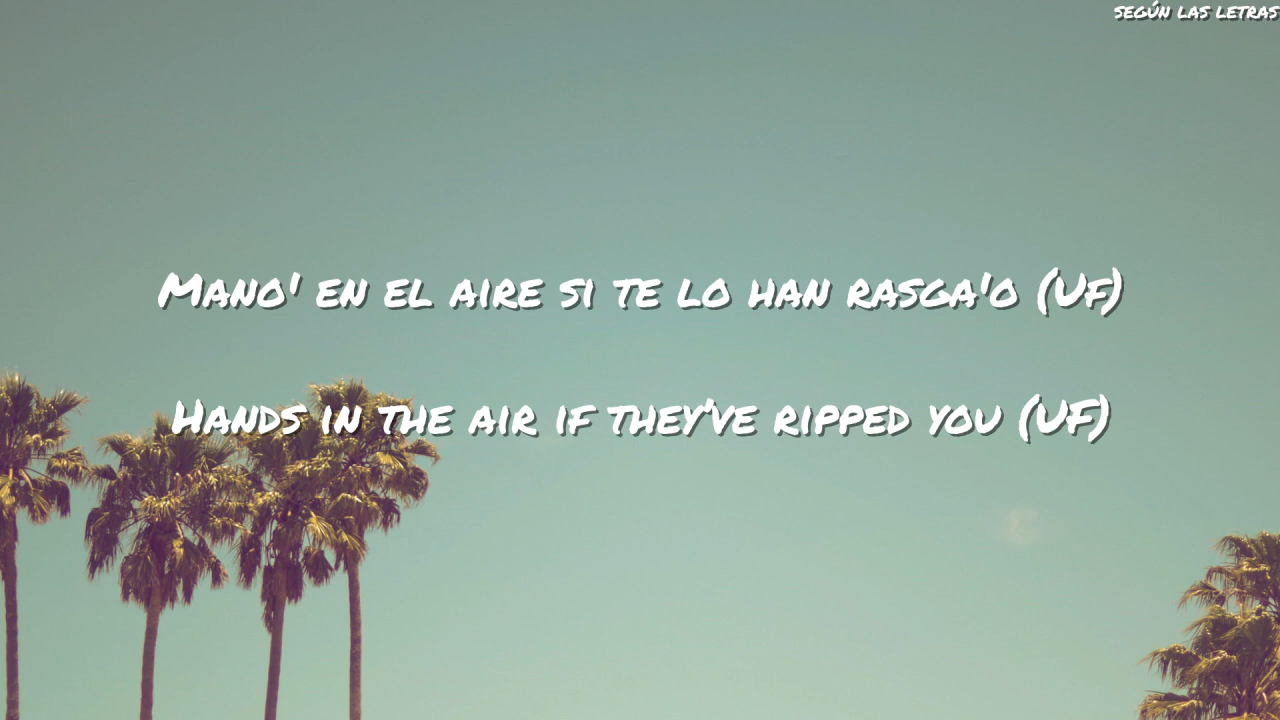 SEGÚN LAS LETRAS
Mano' en el aire si te lo han rasga'o (Uf)
Hands in the air if they've ripped you (UF)